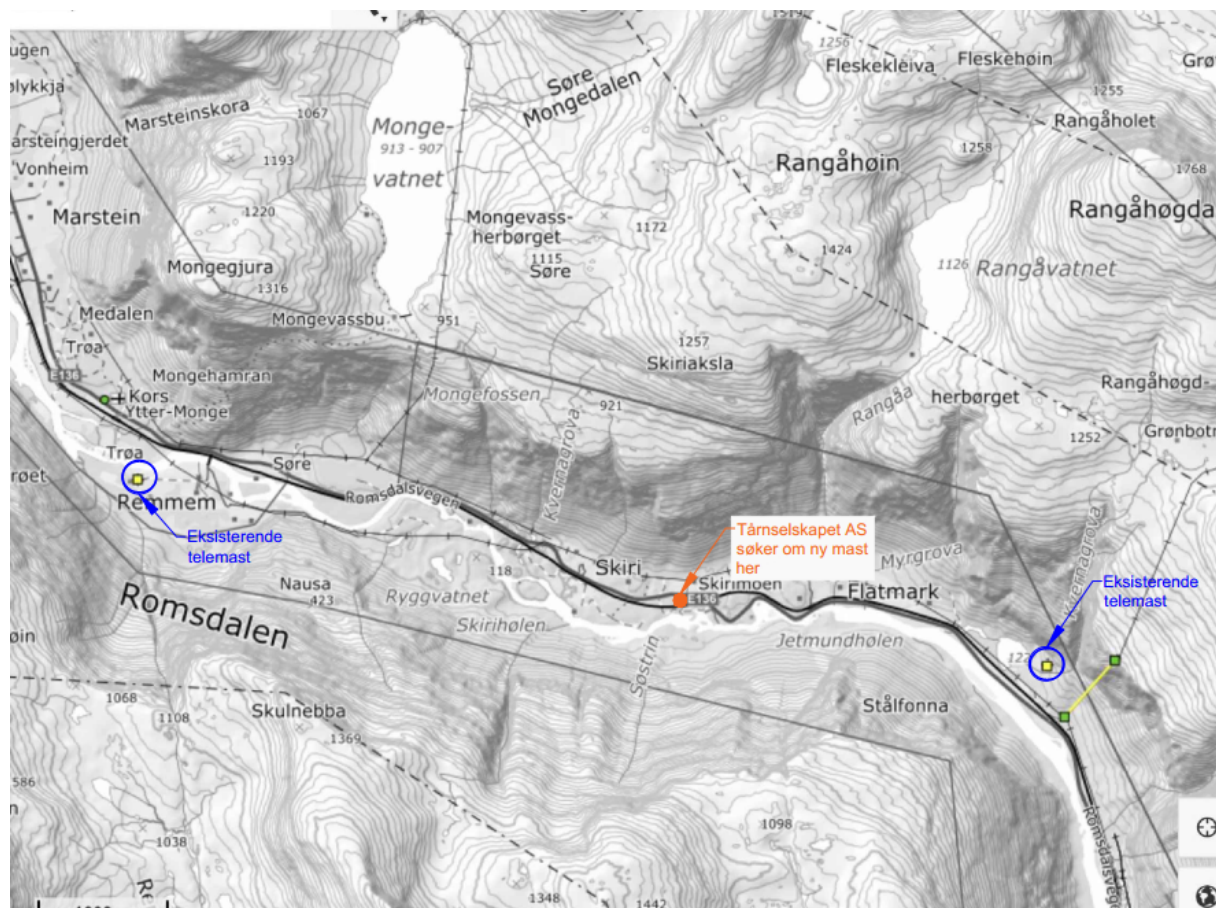 1256
Fleskekleiva
Fleskehøin
Søre
Mongedalen
1255
Rangåholet
Marsteinskora
1067
Monge-
913 - 907
vatnet
Vonheim
1193
Rangåhøin
1258
1768
Marstein
1220
Mongevass-
herbørget
1172
Rangåhøgda
1115
Søre
1424
1126
Rangåvatnet
Mongegjura
1316
Medalen
Mongevassbu
951
1257
Skiriaksla
Trøa
E136
Mongehamran
Mongefossen
921
Rangåa
herbørget
Rangåhøgd-
Kors
Ytter-Monge
Kvernagrova
1252
Grønbotn
Trøa
Søre
Romsdalsvegen
Remmem
Eksisterende
telemast
Tårnselskapet AS
søker om ny mast
her
Myrgrova
118
Skiri
Skirimoen
E136
Flatmark
Eksisterende
telemast
Nausa
423
Ryggvatnet
Romsdalen
Skirihølen
Jetmundhølen
Søstrin
Stålfonna
1068
1108
Skulnebba
1369
586
1038
1098
Romsdalsvegen
1348
1442